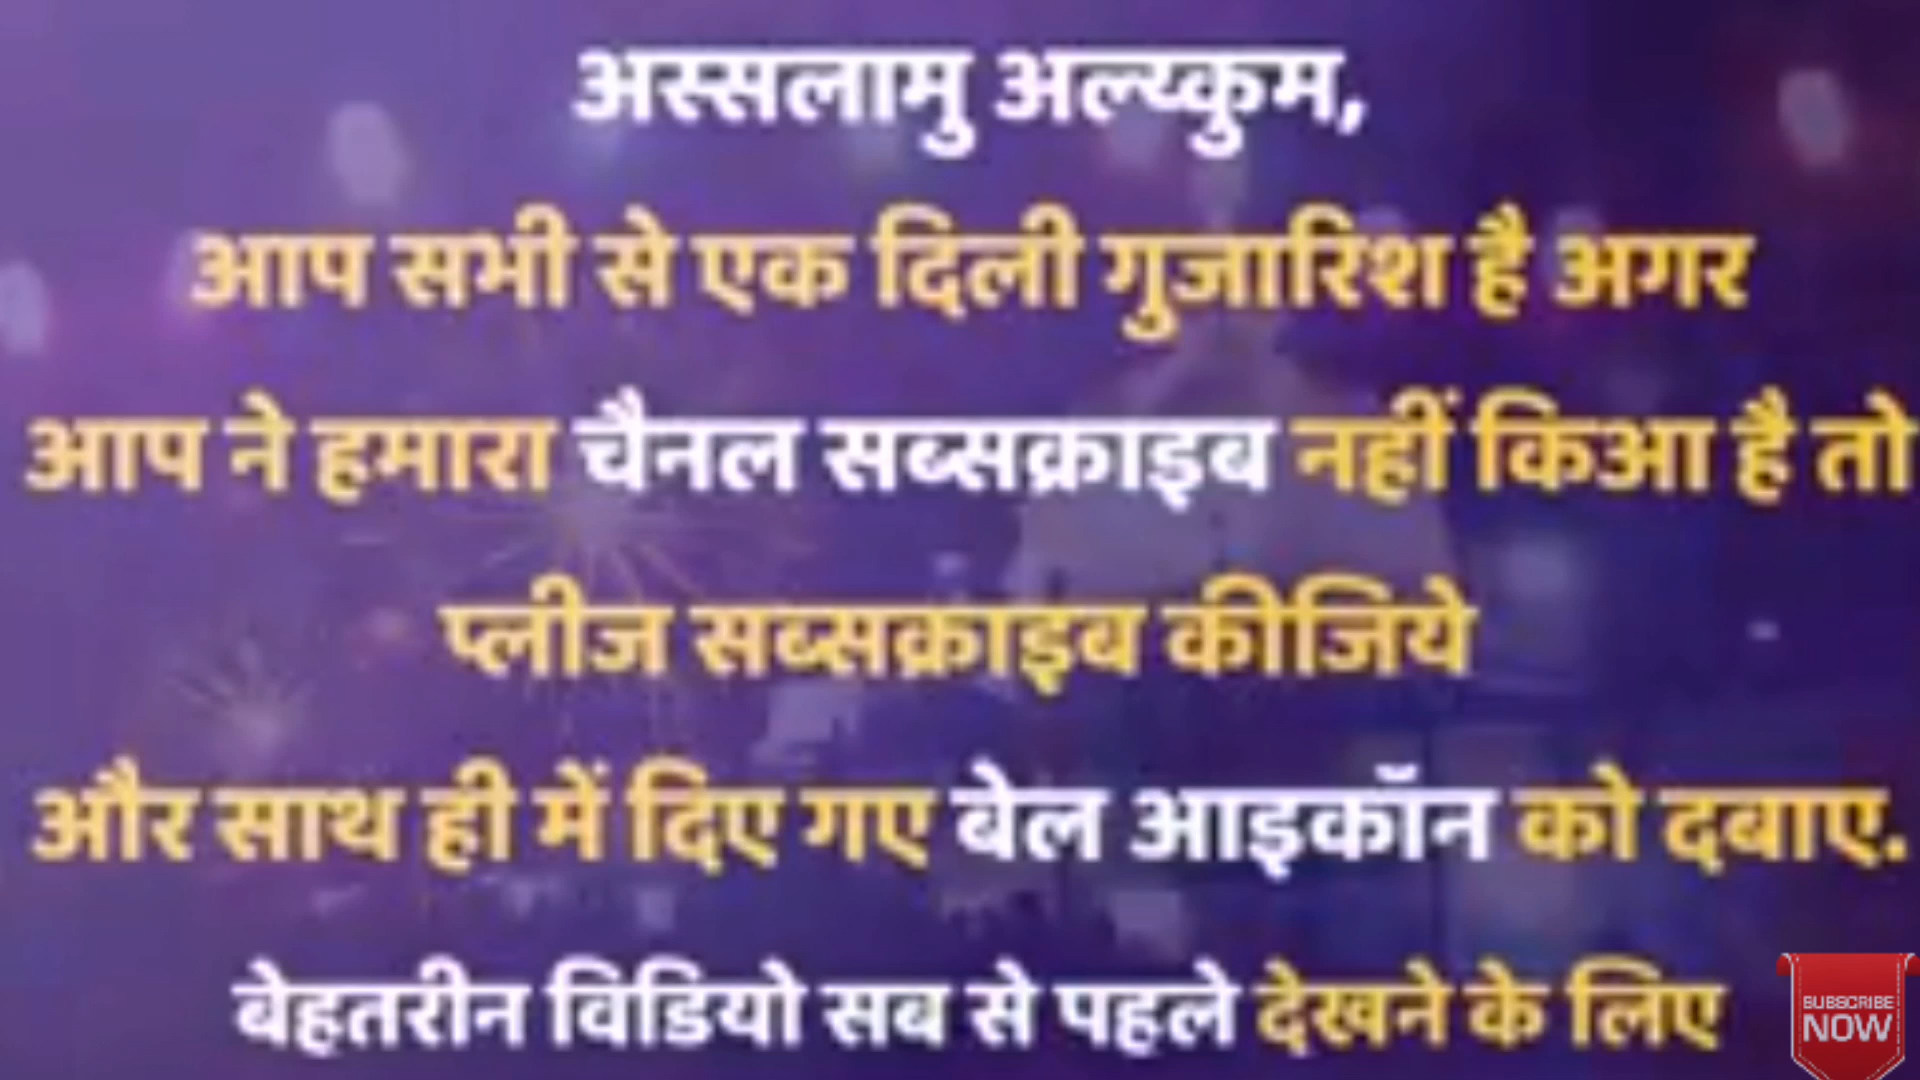 अस्सलामु अल्य्कुम,
आप सभी से एक दिली गुजारिश है अगर
आप ने हमारा चैनल सब्सक्राइब नहीं किआ है तो
प्लीज सब्सक्राइब कीजिये
और साथ ही में दिए गए बेल आइकॉन को दबाए.
बेहतरीन विडियो सब से पहले देखने के लिए
SUBSCRIBE
NOW